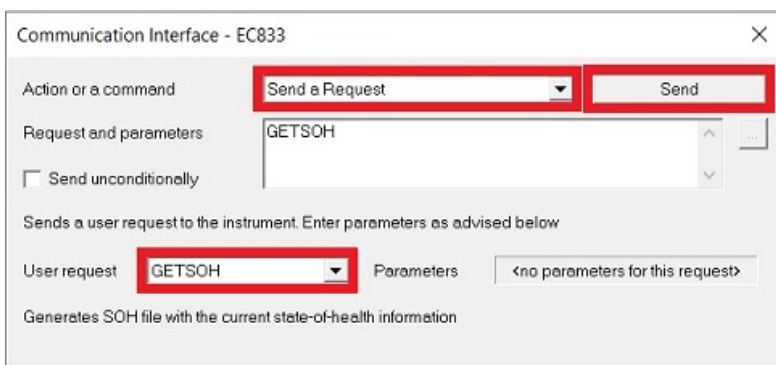 Communication Interface - EC833
Action or a command
Send a Request
Send
Request and parameters
GETSOH
...
Send unconditionally
Sends a user request to the instrument. Enter parameters as advised below
User request
GETSOH
Parameters
<no parameters for this request>
Generates SOH file with the current state-of-health information